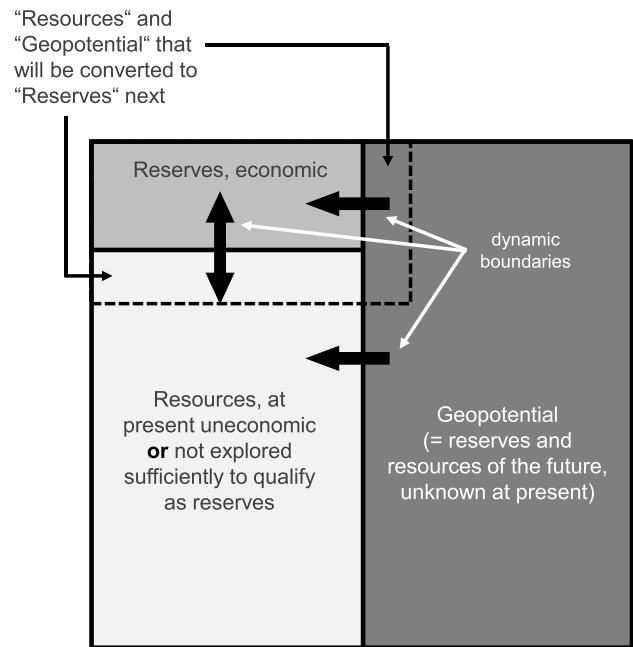 “Resources“ and
“Geopotential“ that
will be converted to
“Reserves“ next
Reserves, economic
dynamic
boundaries
Resources, at
present uneconomic
or not explored
sufficiently to qualify
as reserves
Geopotential
(= reserves and
resources of the future,
unknown at present)